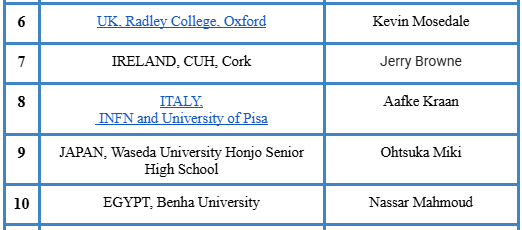 6 UK, Radley College, Oxford Kevin Mosedale
7 IRELAND, CUH, Cork Jerry Browne
8 ITALY, Aafke Kraan
INFN and University of Pisa
9 JAPAN, Waseda University Honjo Senior Ohtsuka Miki
High School
10 EGYPT, Benha University Nassar Mahmoud